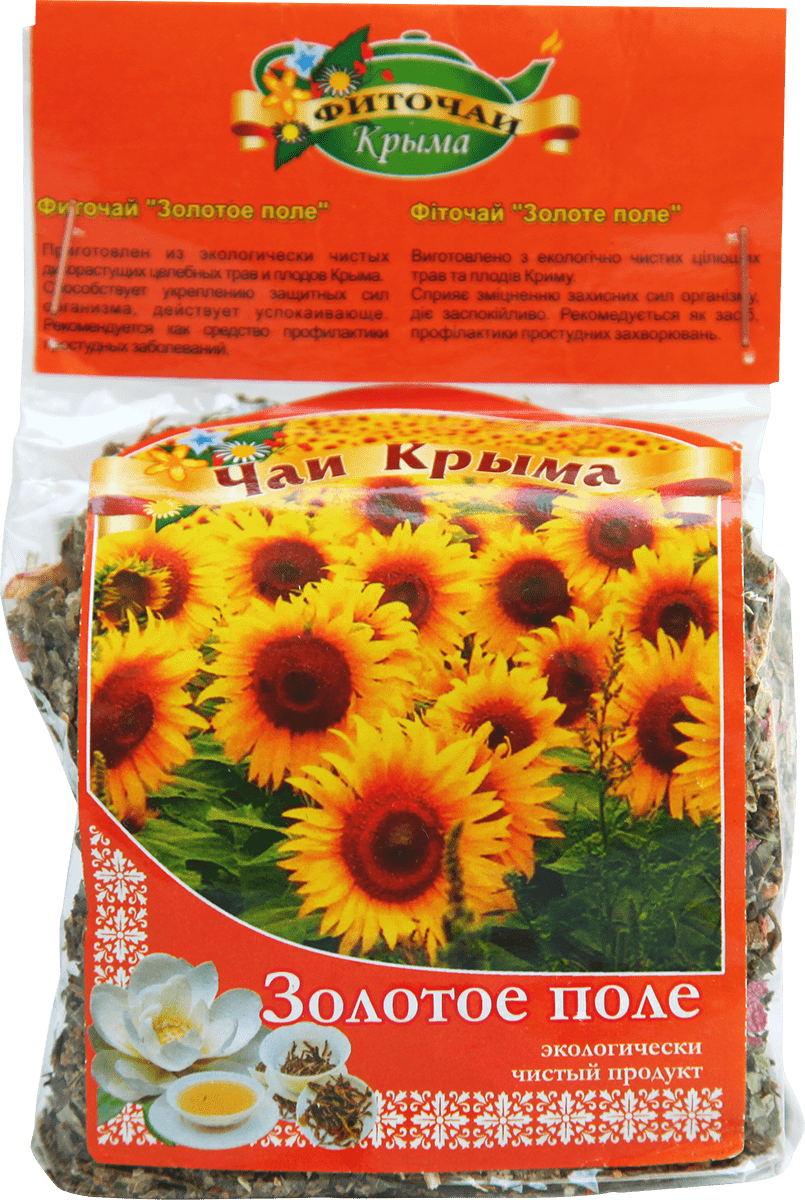 ФИТОЧАИ
Крыма
Фиточай "Золотое поле"
Приготовлен из экологически чистых
дикорастущих целебных трав и плодов Крыма.
Способствует укреплению защитных сил
организма, действует успокаивающе.
Рекомендуется как средство профилактики
простудных заболеваний.
Фіточай "Золоте поле"
Виготовлено з екологічно чистих цілющих
трав та плодів Криму.
Сприяє зміцненню захисних сил організму,
діє заспокійливо. Рекомедується як засіб
профілактики простудних захворювань.
Чаи Крыма
Золотое поле
экологически
чистый продукт